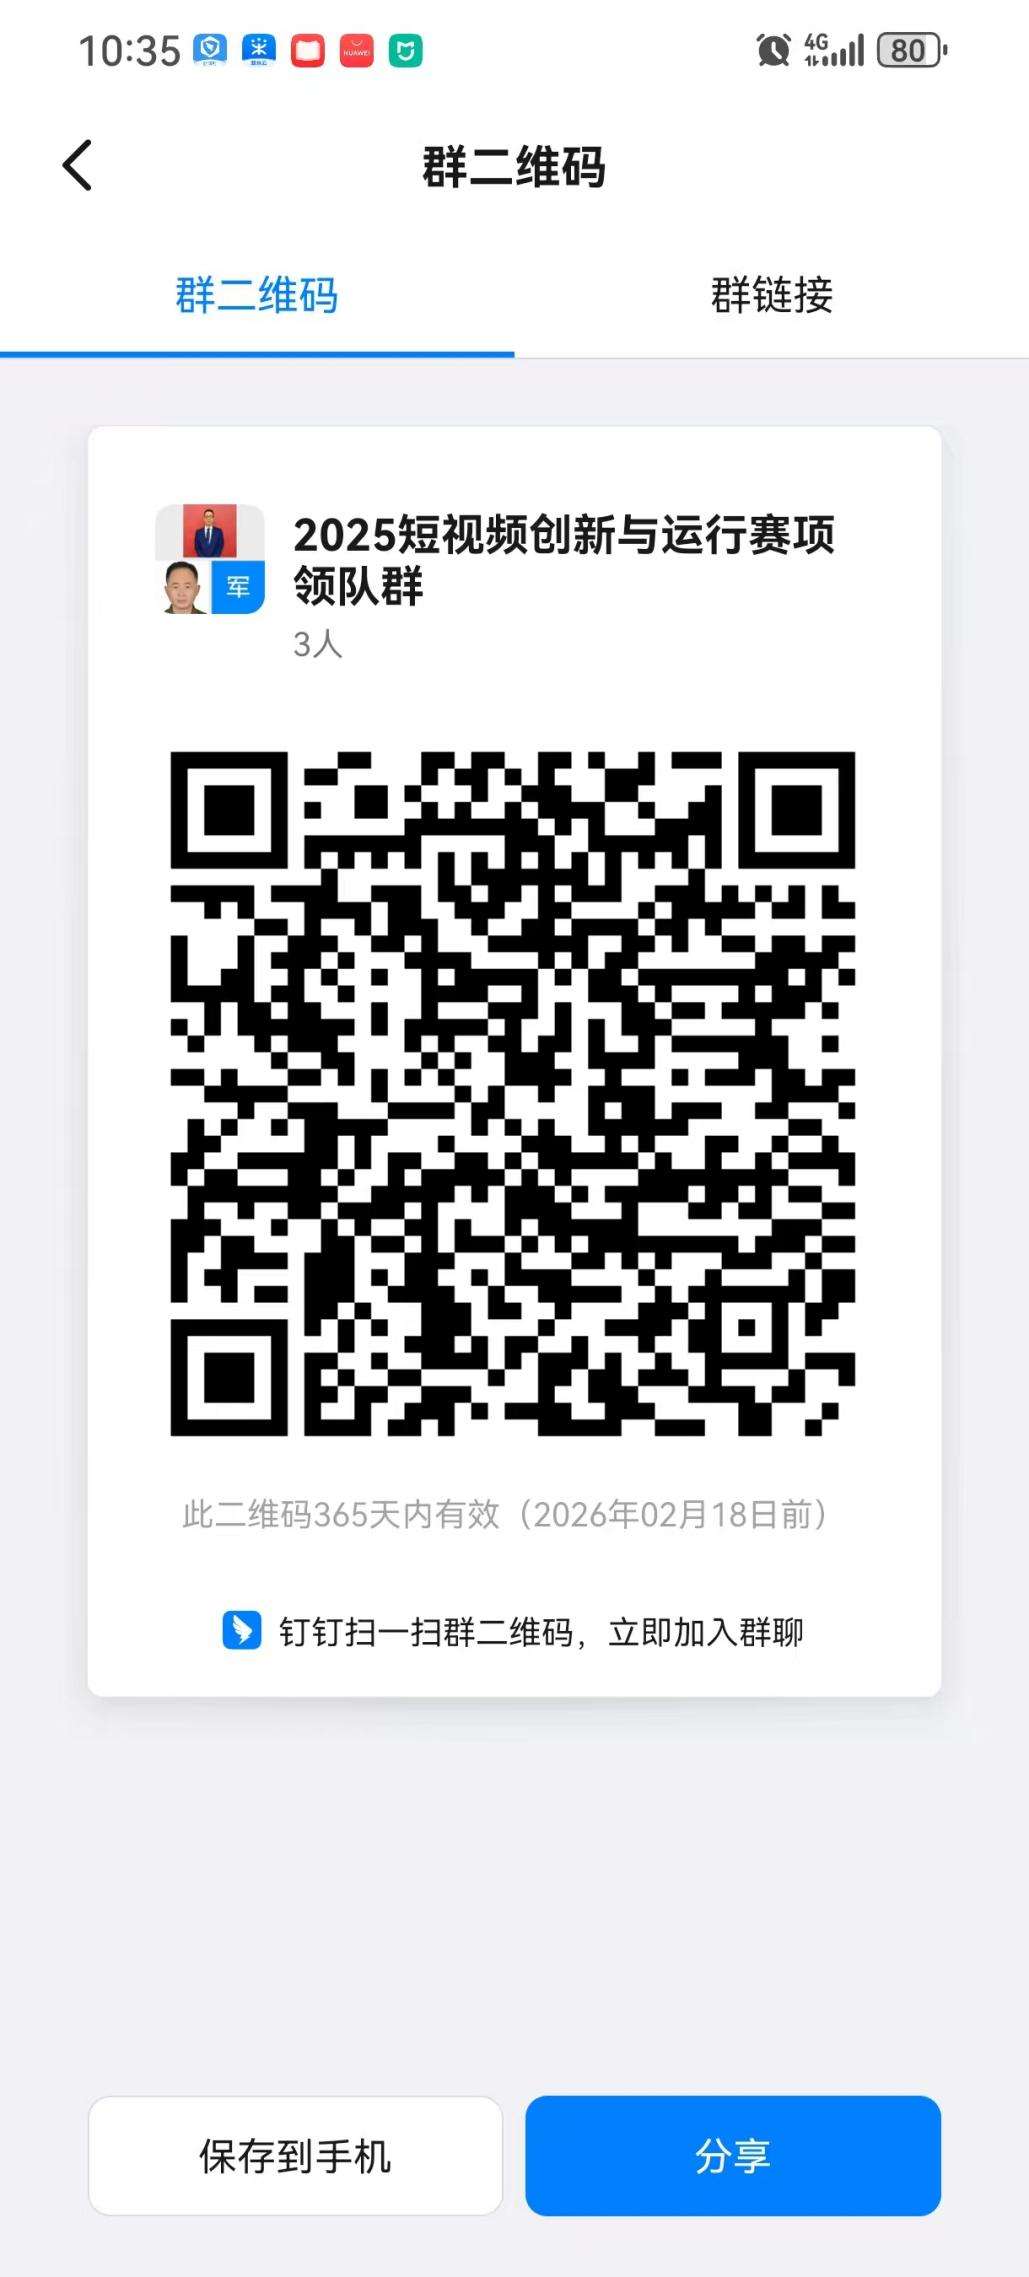 10:35
HUAWEI
4G
80
群二维码
群二维码
群链接
2025短视频创新与运行赛项
领队群
军
3人
此二维码365天内有效（2026年02月18日前）
钉钉扫一扫群二维码，立即加入群聊
保存到手机
分享